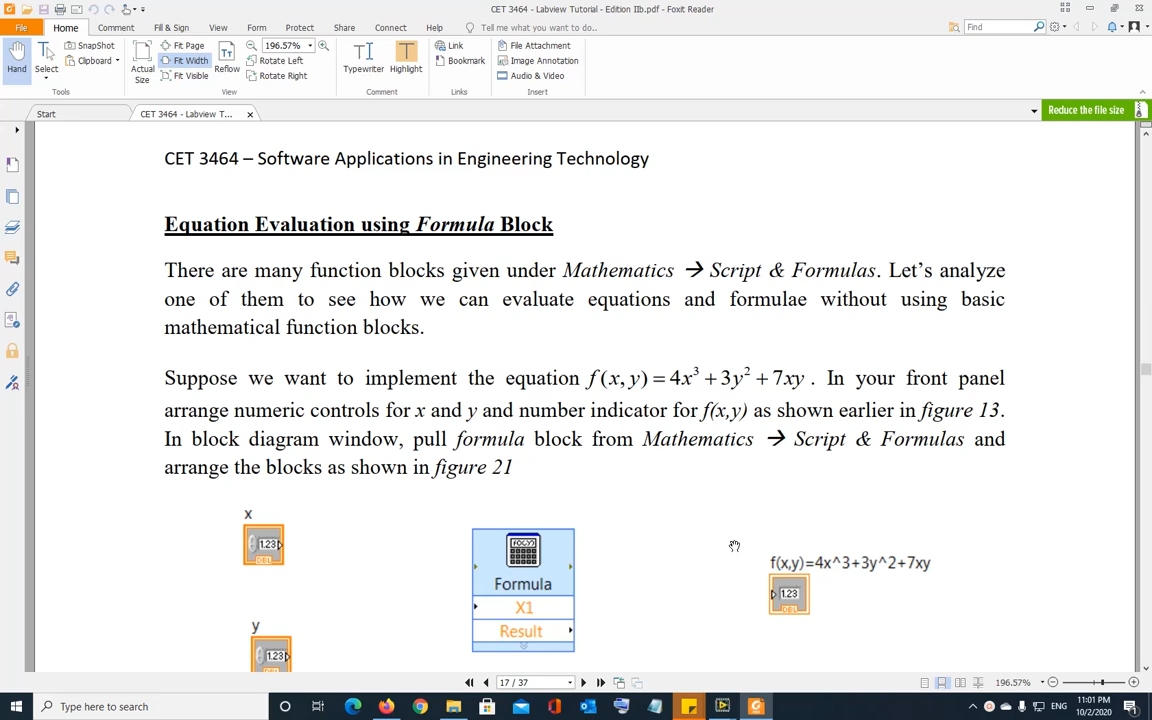 CET 3464 - Labview Tutorial - Edition IIb.pdf - Foxit Reader
File Home Comment Fill & Sign View Form Protect Share Connect Help Tell me what you want to do.. Find
Hand Select SnapShot Clipboard Actual Size Fit Page Fit Width Fit Visible Reflow 196.57% Rotate Left Rotate Right Typewriter Highlight Link Bookmark File Attachment Image Annotation Audio & Video
Tools View Comment Links Insert
Start CET 3464 - Labview T... Reduce the file size
CET 3464 – Software Applications in Engineering Technology
Equation Evaluation using Formula Block
There are many function blocks given under Mathematics → Script & Formulas. Let’s analyze
one of them to see how we can evaluate equations and formulae without using basic
mathematical function blocks.
Suppose we want to implement the equation f(x, y) = 4x³ + 3y² + 7xy . In your front panel
arrange numeric controls for x and y and number indicator for f(x,y) as shown earlier in figure 13.
In block diagram window, pull formula block from Mathematics → Script & Formulas and
arrange the blocks as shown in figure 21
x
1.23
DBL
Formula
X1
Result
f(x,y)=4x^3+3y^2+7xy
1.23
DBL
y
1.23
17 / 37 196.57%
Type here to search ENG 11:01 PM
10/2/2020